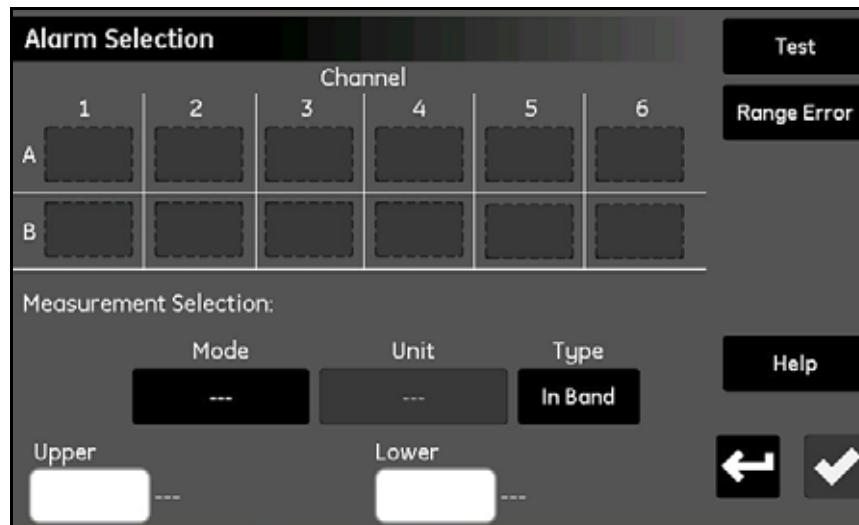 Alarm Selection
Test
Channel
1 2 3 4 5 6
Range Error
A
B
Measurement Selection:
Mode Unit Type
Help
--- --- In Band
Upper Lower
--- ---